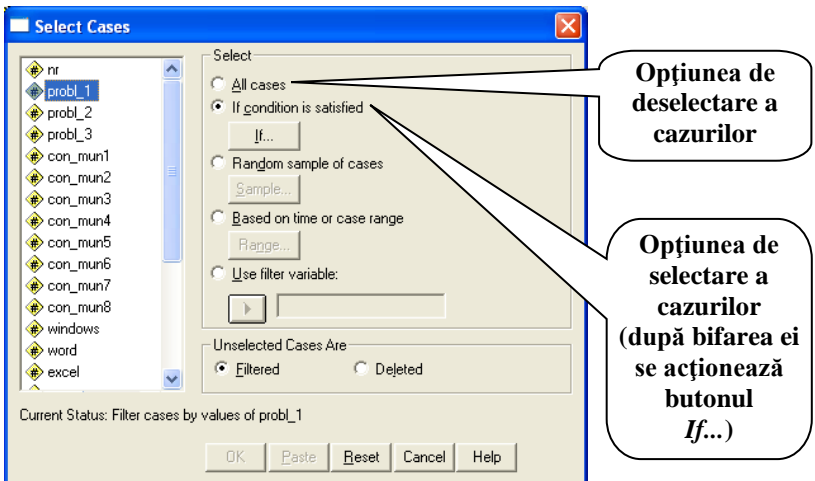 Select Cases
nr
probl_1
probl_2
probl_3
con_mun1
con_mun2
con_mun3
con_mun4
con_mun5
con_mun6
con_mun7
con_mun8
windows
word
excel
Select
All cases
If condition is satisfied
If...
Random sample of cases
Sample...
Based on time or case range
Range...
Use filter variable:
Unselected Cases Are
Filtered
Deleted
Current Status: Filter cases by values of probl_1
OK
Paste
Reset
Cancel
Help
Opţiunea de
deselectare a
cazurilor
Opţiunea de
selectare a
cazurilor
(după bifarea ei
se acţionează
butonul
If...)